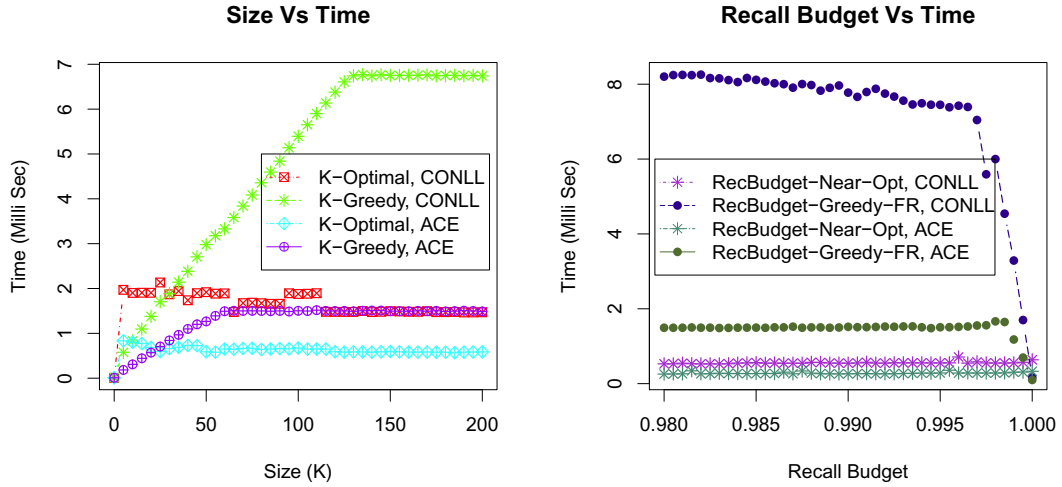 Size Vs Time
Time (Milli Sec)
7
6
5
4
3
2
1
0
K−Optimal, CONLL
K−Greedy, CONLL
K−Optimal, ACE
K−Greedy, ACE
0 50 100 150 200
Size (K)
Recall Budget Vs Time
Time (Milli Sec)
8
6
4
2
0
RecBudget−Near−Opt, CONLL
RecBudget−Greedy−FR, CONLL
RecBudget−Near−Opt, ACE
RecBudget−Greedy−FR, ACE
0.980 0.985 0.990 0.995 1.000
Recall Budget